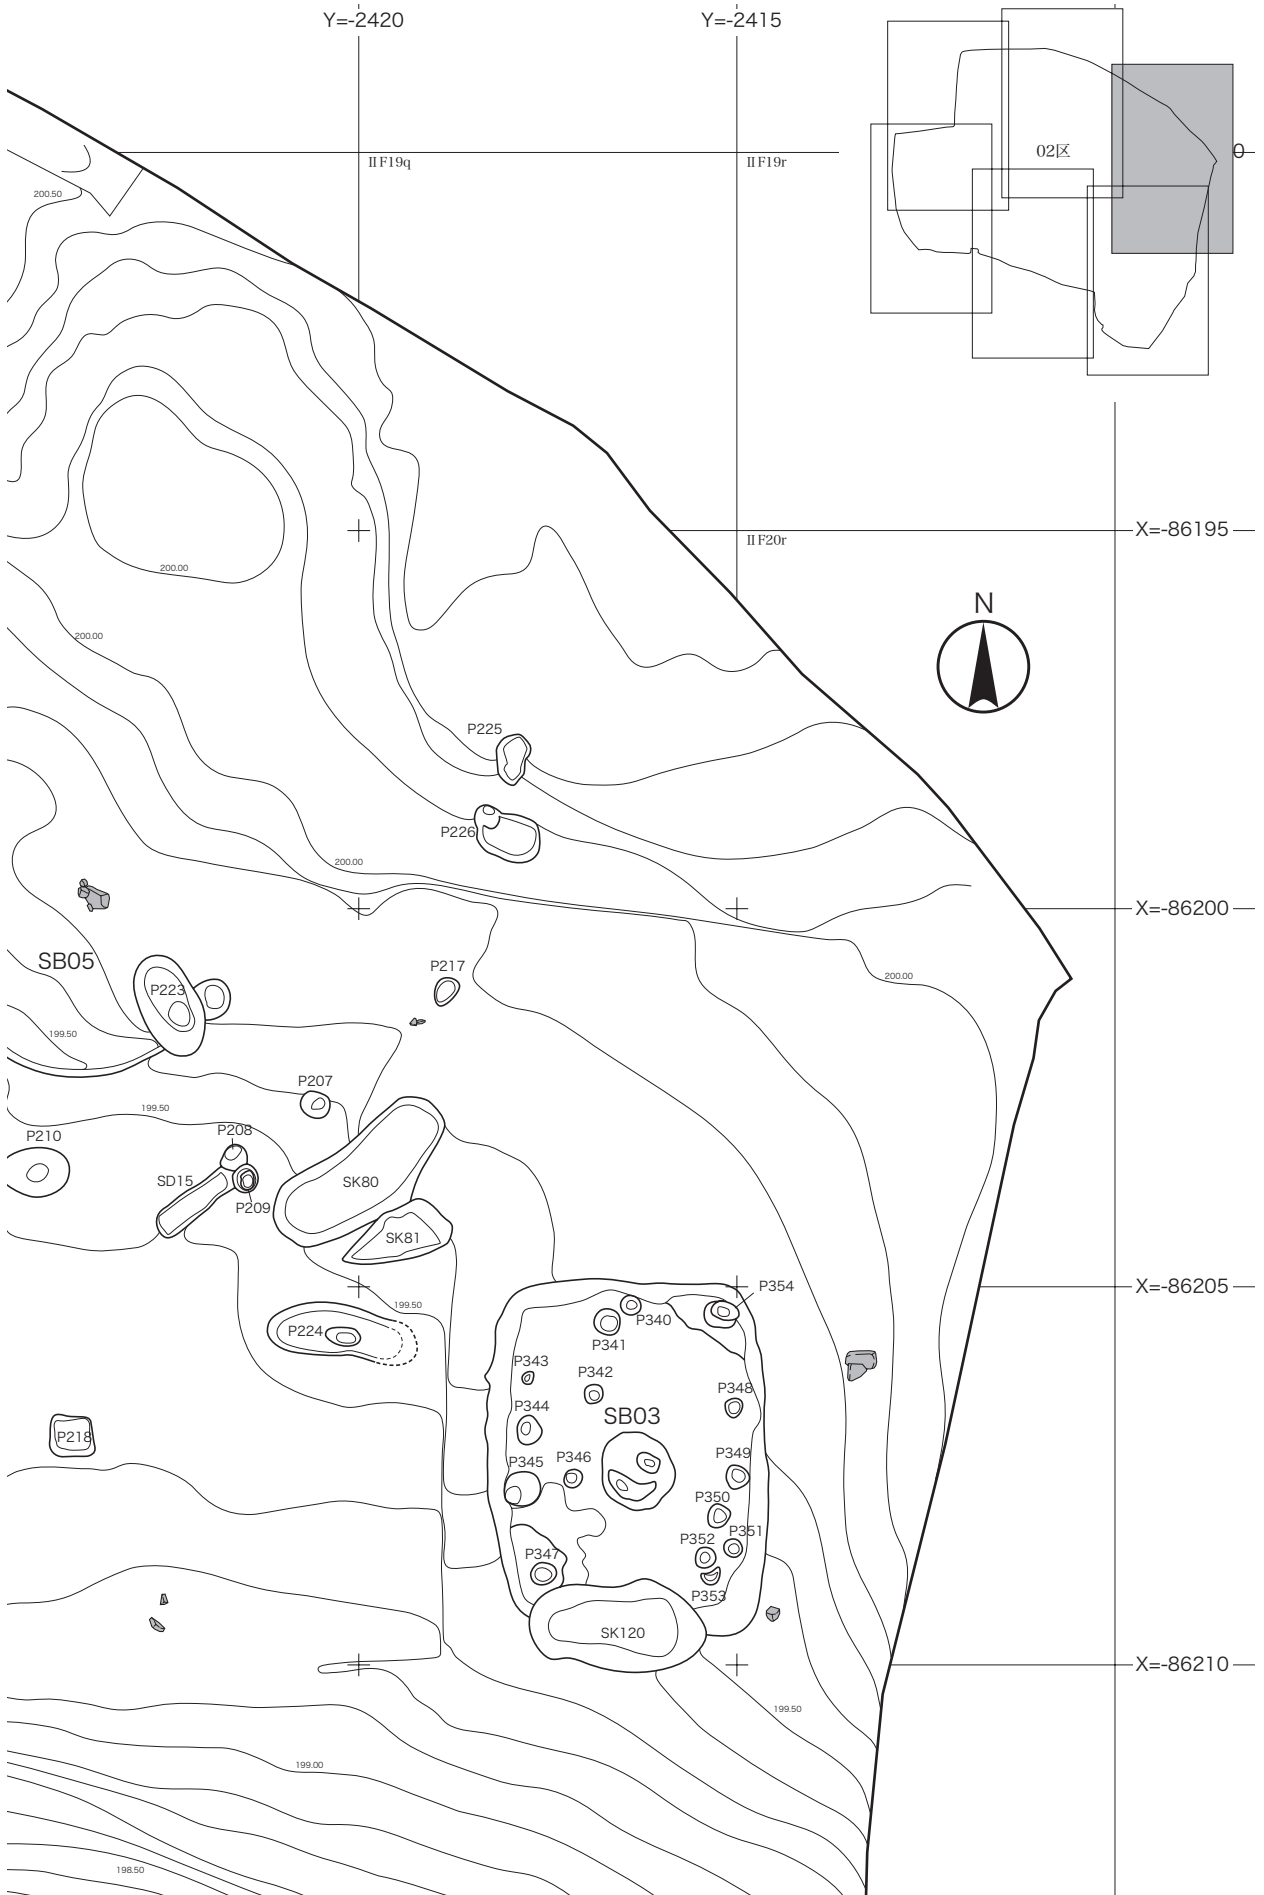 Y=-2420
Y=-2415
02区
0
ⅡF19q
ⅡF19r
200.50
X=-86195
ⅡF20r
200.00
N
200.00
P225
P226
200.00
X=-86200
SB05
P217
200.00
P223
199.50
P207
199.50
P208
P210
SD15
SK80
P209
SK81
X=-86205
P354
199.50
P340
P224
P341
P343
P342
P348
P344
SB03
P218
P349
P345
P346
P350
P351
P352
P347
P353
SK120
X=-86210
199.50
199.00
198.50